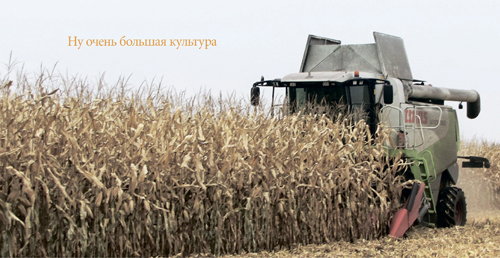 Ну очень большая культура